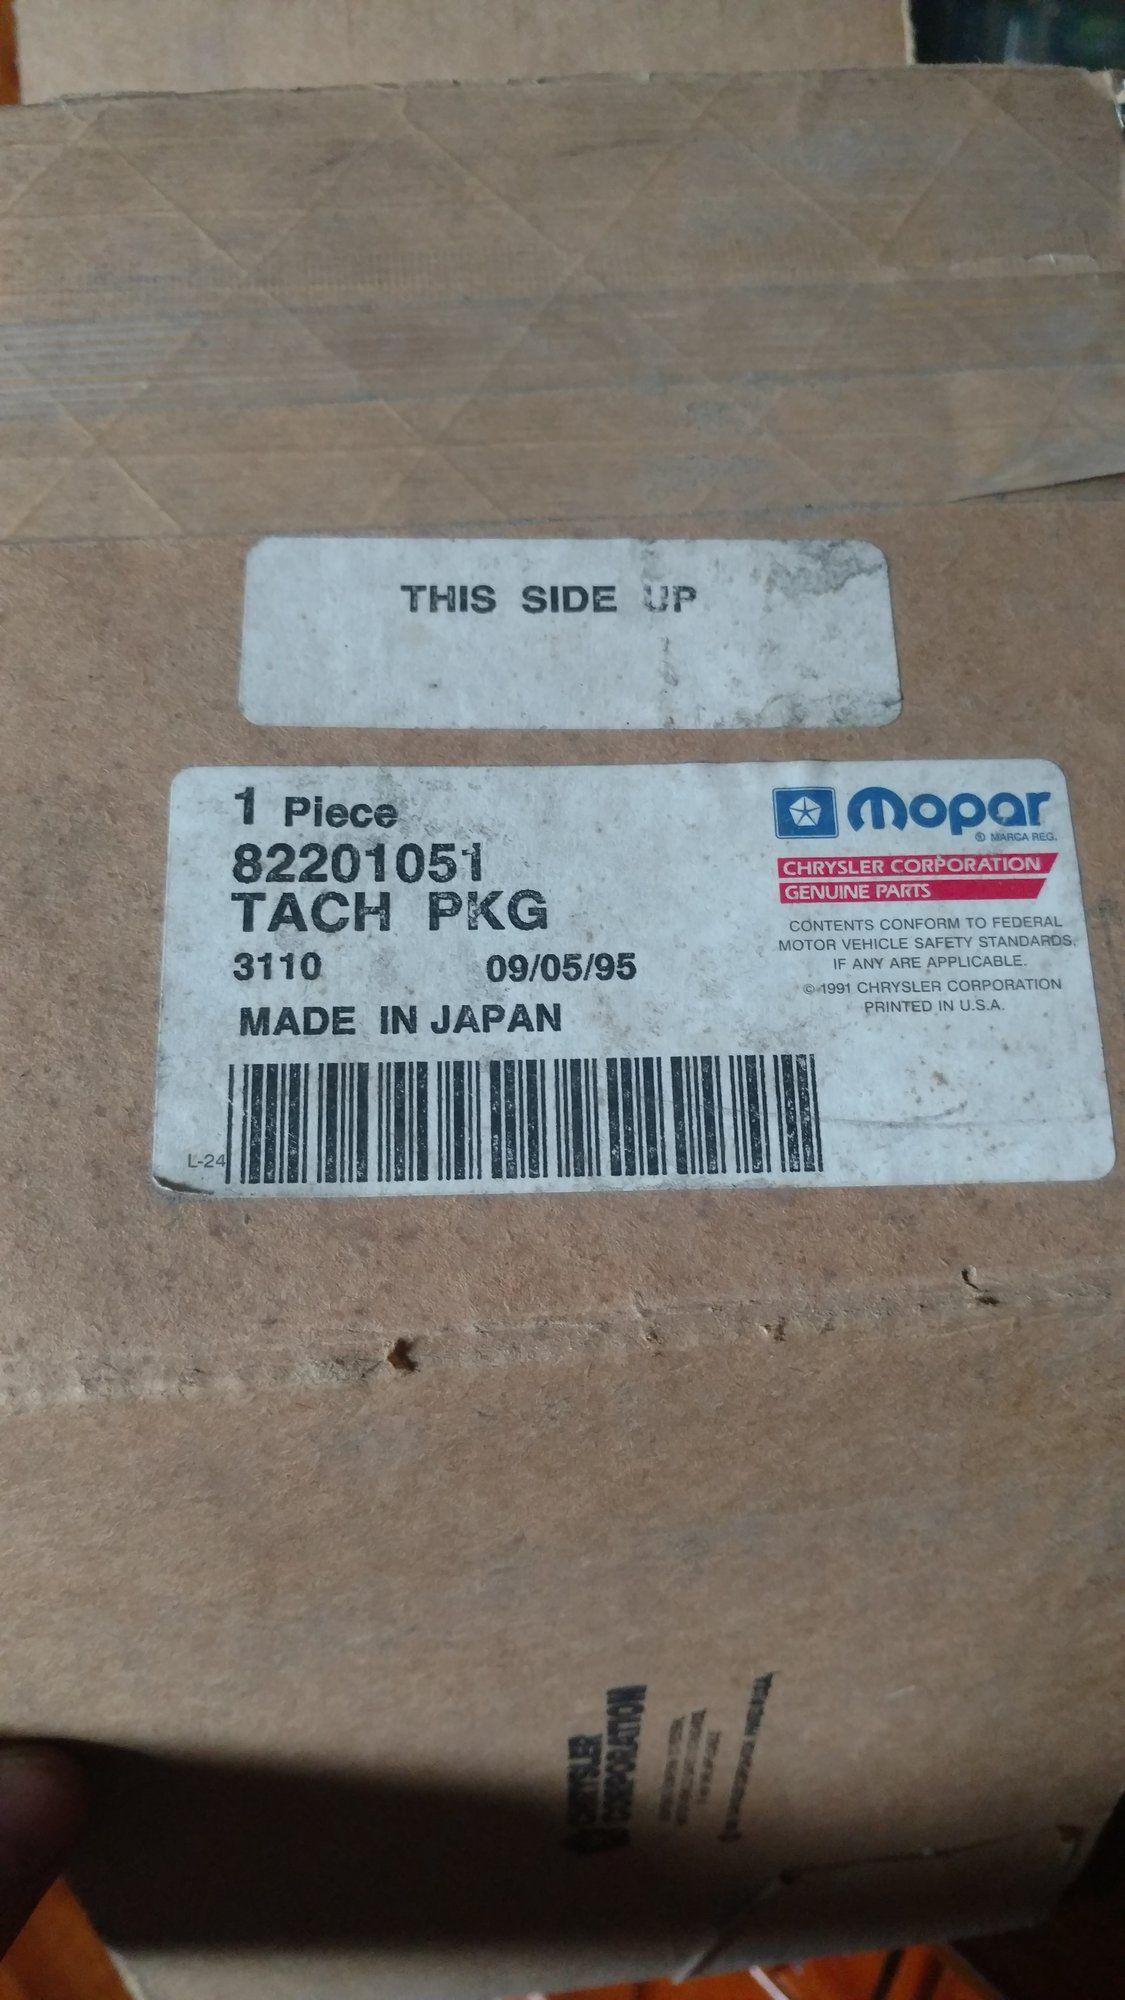 THIS SIDE UP
1 Piece
82201051
TACH PKG
3110 09/05/95
MADE IN JAPAN
L-24
Mopar
® MARCA REG.
CHRYSLER CORPORATION
GENUINE PARTS
CONTENTS CONFORM TO FEDERAL
MOTOR VEHICLE SAFETY STANDARDS,
IF ANY ARE APPLICABLE.
© 1991 CHRYSLER CORPORATION
PRINTED IN U.S.A.
CHRYSLER
CORPORATION